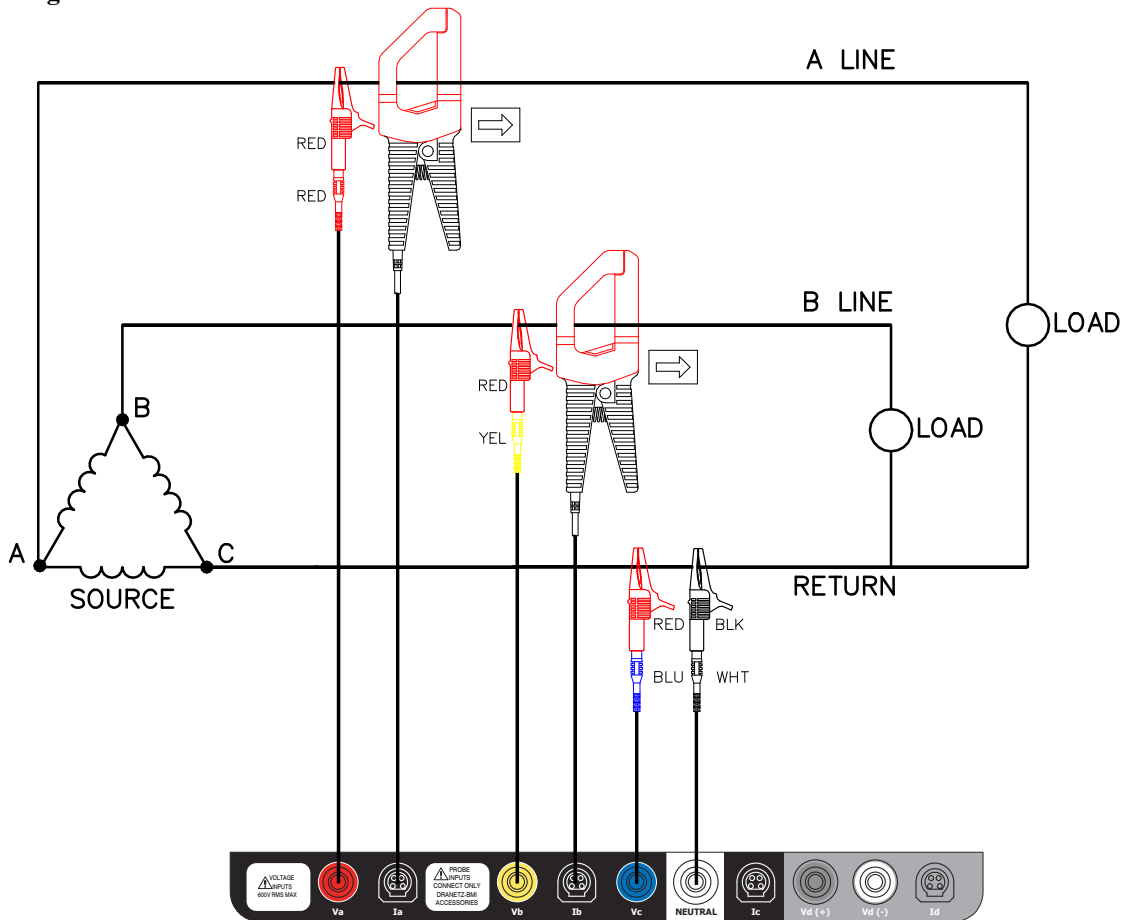 A LINE
RED
RED
B LINE
LOAD
RED
LOAD
YEL
B
A
C
SOURCE
RETURN
RED
BLK
BLU
WHT
VOLTAGE
INPUTS
600V RMS MAX
Va
Ia
PROBE
INPUTS
CONNECT ONLY
DRANETZ-BMI
ACCESSORIES
Vb
Ib
Vc
NEUTRAL
Ic
Vd (+)
Vd (-)
Id